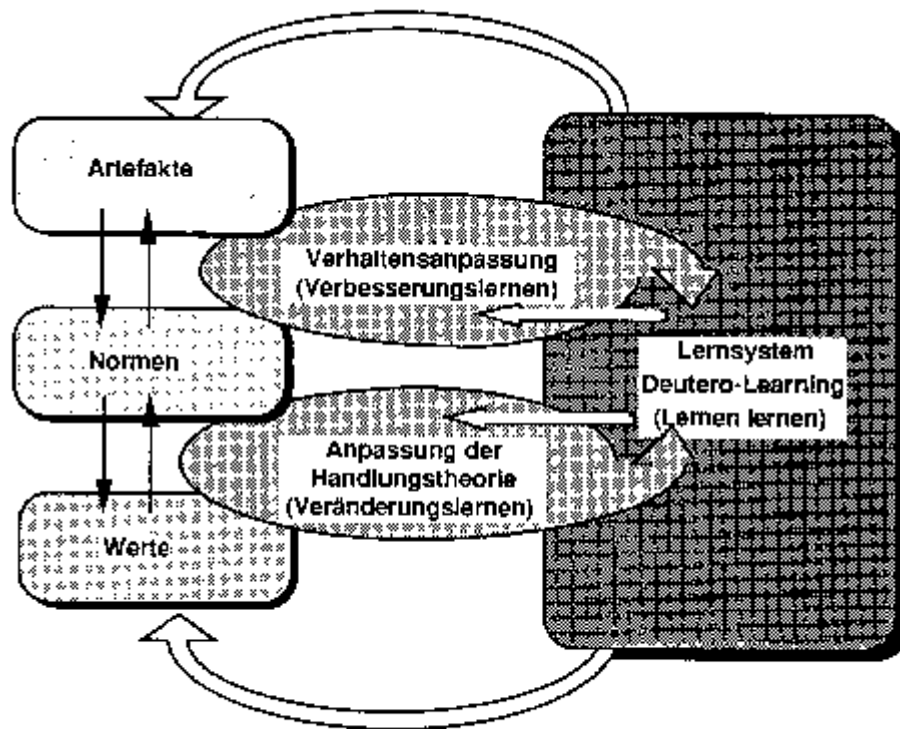 Artefakte
Verhaltensanpassung
(Verbesserungslernen)
Normen
Lernsystem
Deutero-Learning
(Lernen lernen)
Anpassung der
Handlungstheorie
(Veränderungslernen)
Werte